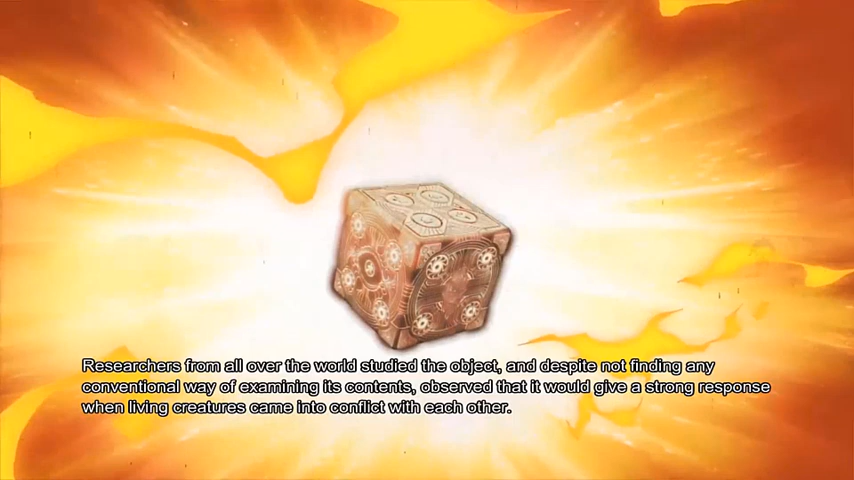 Researchers from all over the world studied the object, and despite not finding any
conventional way of examining its contents, observed that it would give a strong response
when living creatures came into conflict with each other.